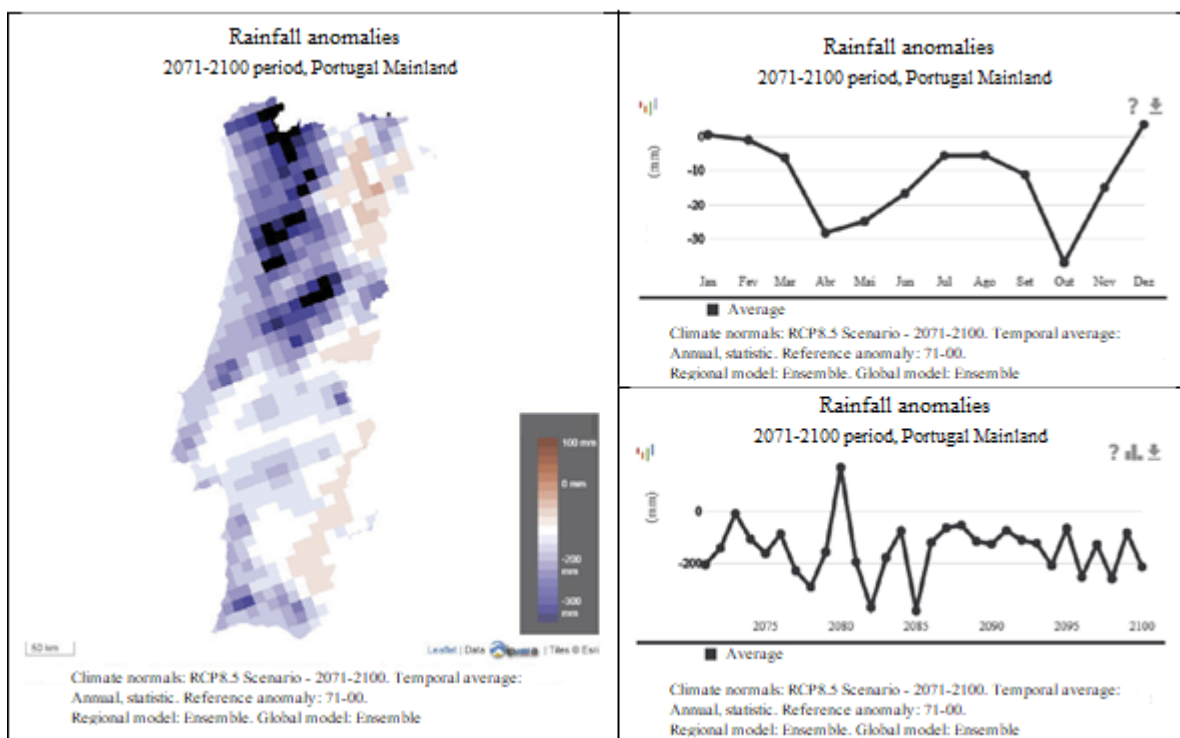 Rainfall anomalies
2071-2100 period, Portugal Mainland
100 mm
0 mm
-200
mm
-300
mm
50 km
Leaflet | Data | Tiles © Esri
Climate normals: RCP8.5 Scenario - 2071-2100. Temporal average:
Annual, statistic. Reference anomaly: 71-00.
Regional model: Ensemble. Global model: Ensemble
Rainfall anomalies
2071-2100 period, Portugal Mainland
?
(mm)
0
-10
-20
-30
Jan Fev Mar Abr Mai Jun Jul Ago Set Out Nov Dez
Average
Climate normals: RCP8.5 Scenario - 2071-2100. Temporal average:
Annual, statistic. Reference anomaly: 71-00.
Regional model: Ensemble. Global model: Ensemble
Rainfall anomalies
2071-2100 period, Portugal Mainland
?
(mm)
0
-200
2075 2080 2085 2090 2095 2100
Average
Climate normals: RCP8.5 Scenario - 2071-2100. Temporal average:
Annual, statistic. Reference anomaly: 71-00.
Regional model: Ensemble. Global model: Ensemble